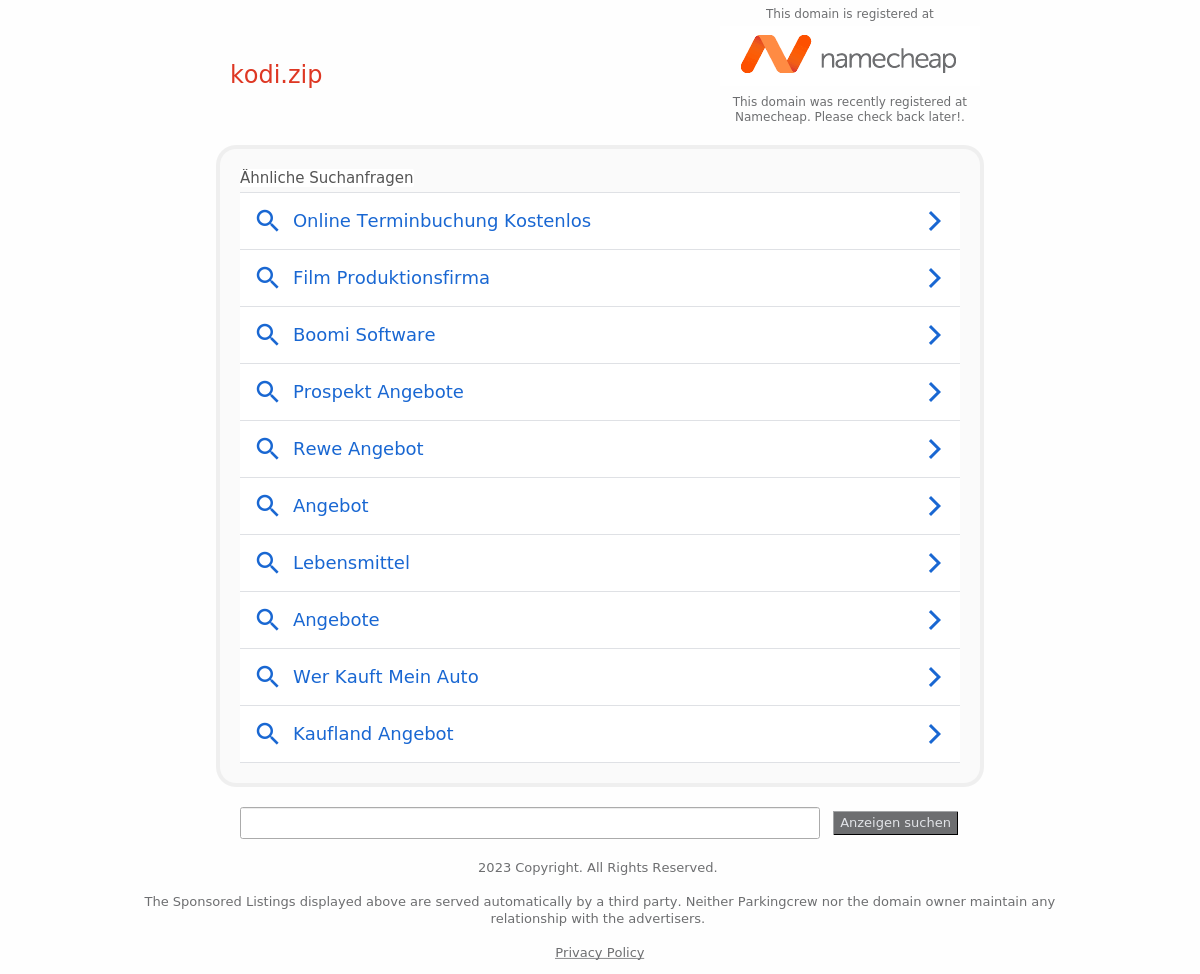 This domain is registered at
namecheap
kodi.zip
This domain was recently registered at
Namecheap. Please check back later!.
Ähnliche Suchanfragen
Online Terminbuchung Kostenlos
Film Produktionsfirma
Boomi Software
Prospekt Angebote
Rewe Angebot
Angebot
Lebensmittel
Angebote
Wer Kauft Mein Auto
Kaufland Angebot
Anzeigen suchen
2023 Copyright. All Rights Reserved.
The Sponsored Listings displayed above are served automatically by a third party. Neither Parkingcrew nor the domain owner maintain any
relationship with the advertisers.
Privacy Policy